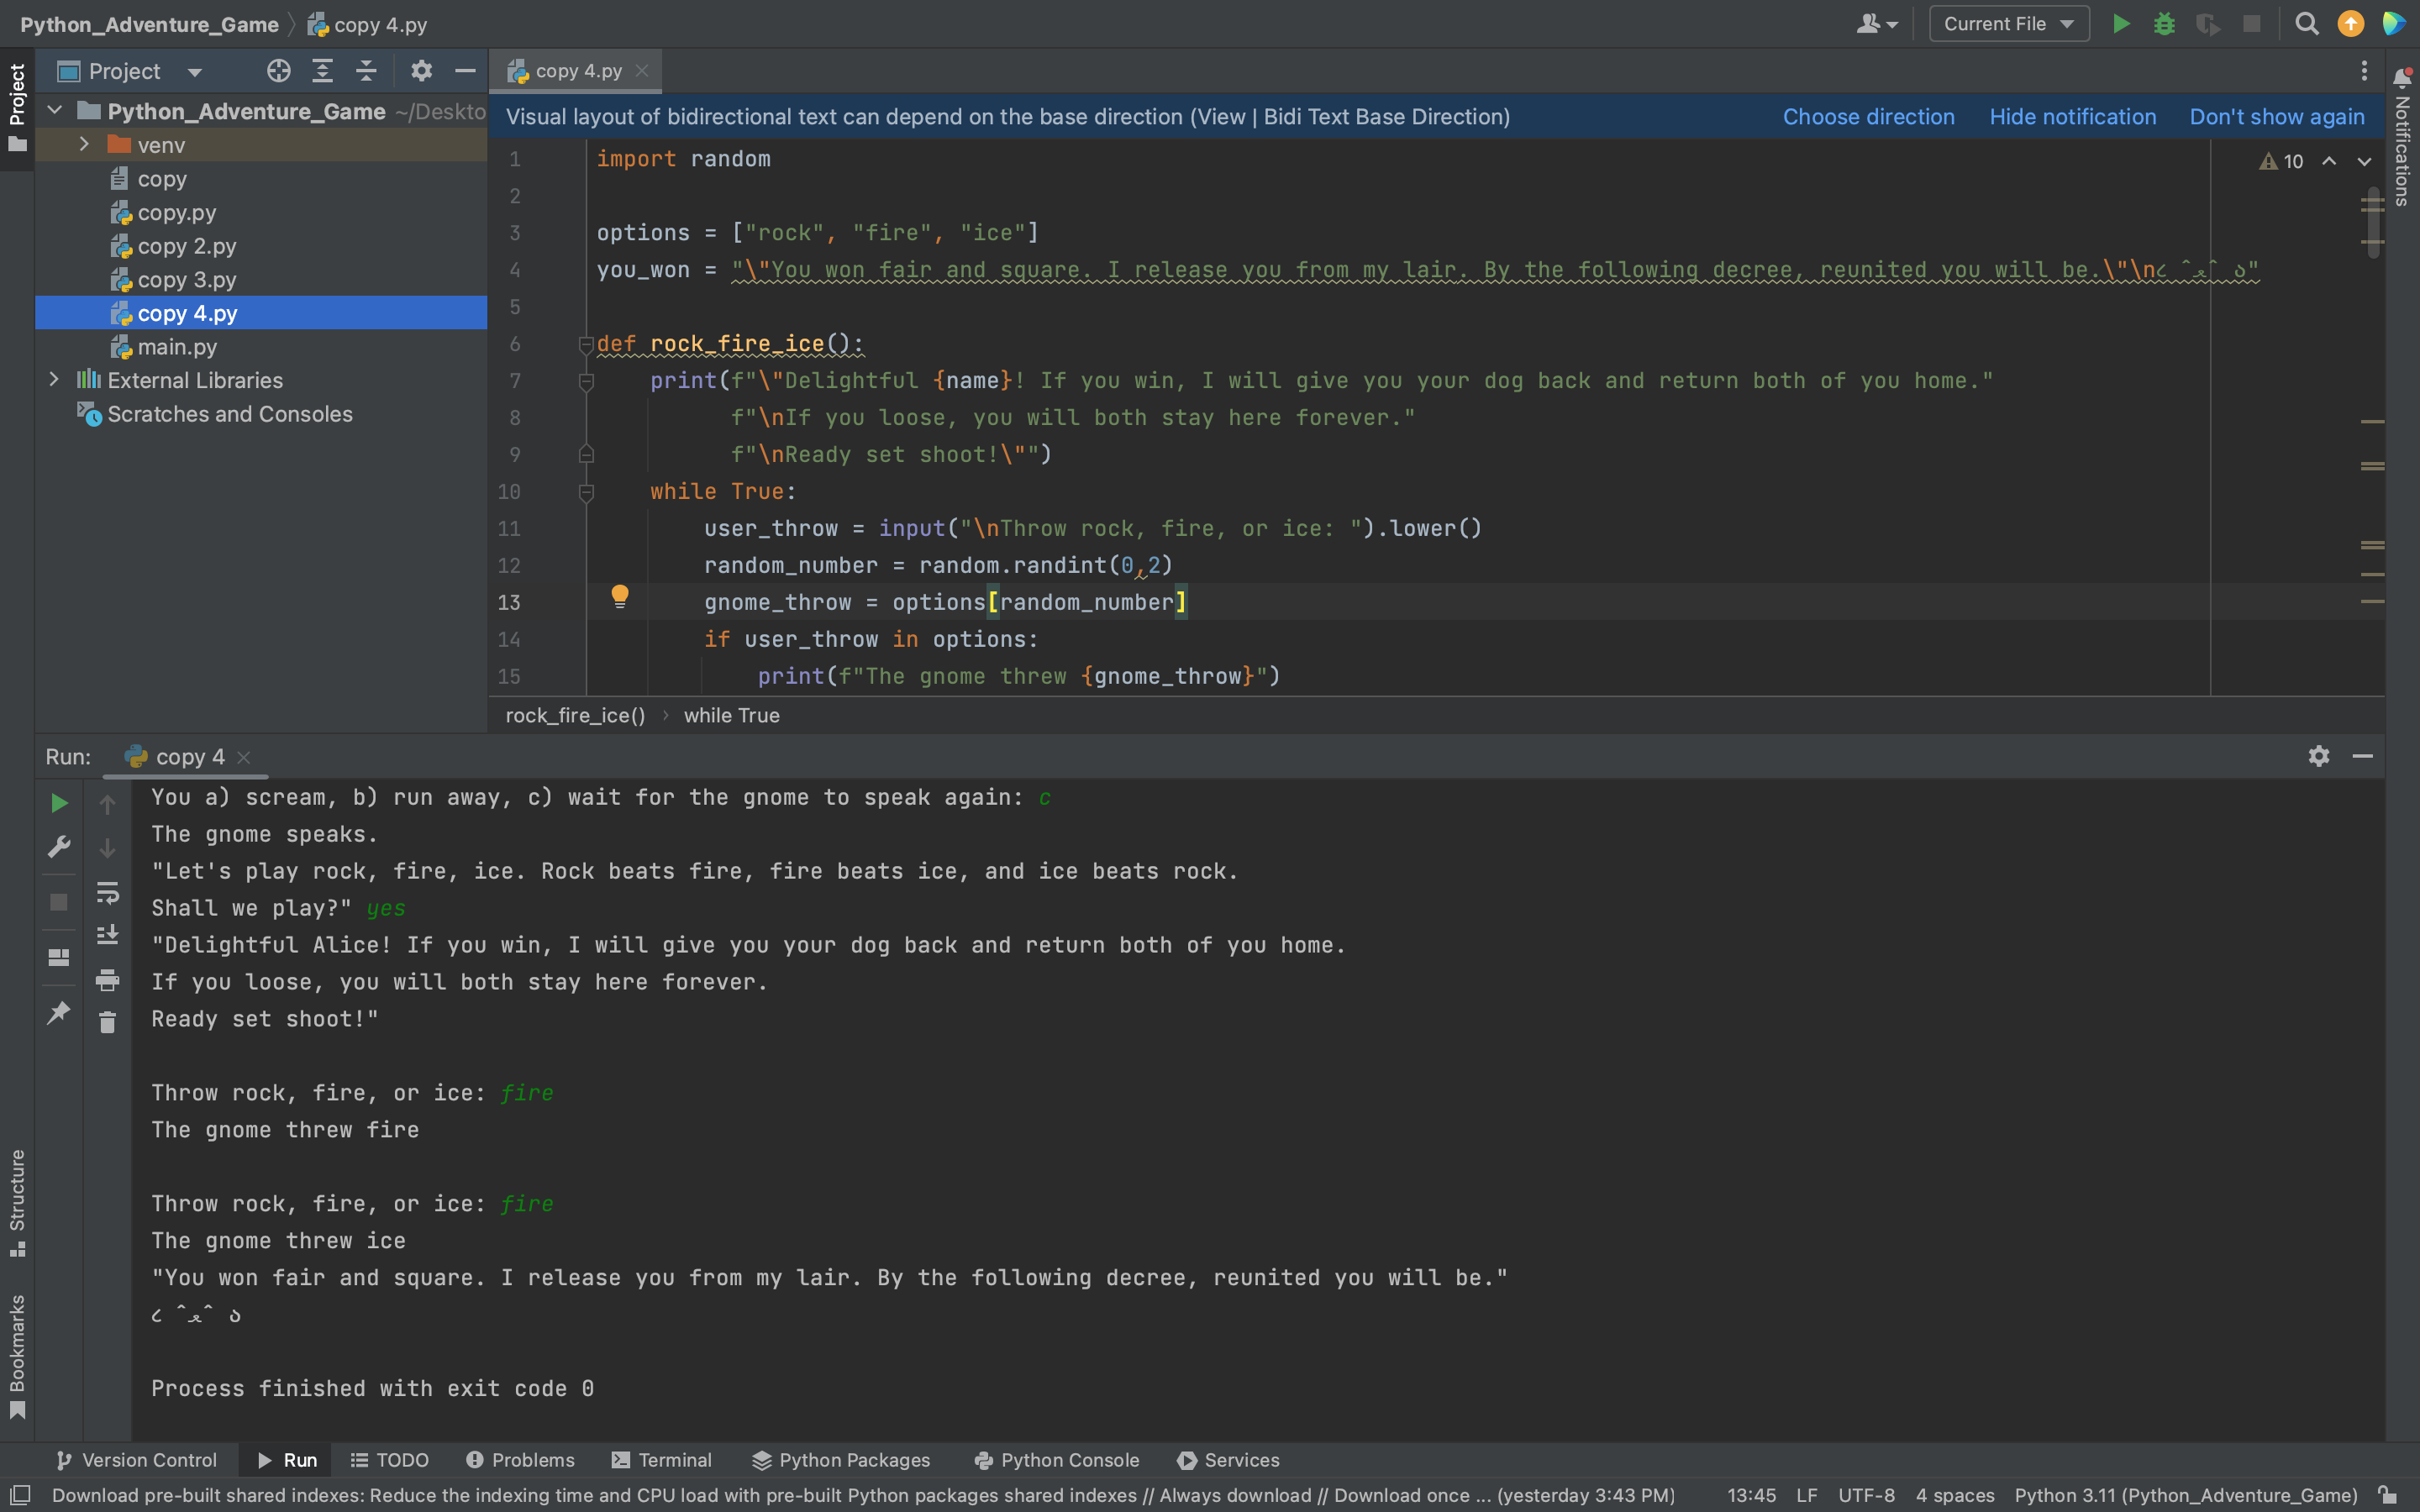 Python_Adventure_Game
copy 4.py
Current File
Project
Project
copy 4.py
Python_Adventure_Game ~/Deskto
venv
copy
copy.py
copy 2.py
copy 3.py
copy 4.py
main.py
External Libraries
Scratches and Consoles
Visual layout of bidirectional text can depend on the base direction (View | Bidi Text Base Direction)
Choose direction
Hide notification
Don't show again
Notifications
10
1 import random
2
3 options = ["rock", "fire", "ice"]
4 you_won = "\"You won fair and square. I release you from my lair. By the following decree, reunited you will be.\"\n
5
6 def rock_fire_ice():
7 print(f"\"Delightful {name}! If you win, I will give you your dog back and return both of you home."
8 f"\nIf you loose, you will both stay here forever."
9 f"\nReady set shoot!\"")
10 while True:
11 user_throw = input("\nThrow rock, fire, or ice: ").lower()
12 random_number = random.randint(0,2)
13 gnome_throw = options[random_number]
14 if user_throw in options:
15 print(f"The gnome threw {gnome_throw}")
rock_fire_ice() › while True
Run:
copy 4
You a) scream, b) run away, c) wait for the gnome to speak again: c
The gnome speaks.
"Let's play rock, fire, ice. Rock beats fire, fire beats ice, and ice beats rock.
Shall we play?" yes
"Delightful Alice! If you win, I will give you your dog back and return both of you home.
If you loose, you will both stay here forever.
Ready set shoot!"
Throw rock, fire, or ice: fire
The gnome threw fire
Throw rock, fire, or ice: fire
The gnome threw ice
"You won fair and square. I release you from my lair. By the following decree, reunited you will be."
Process finished with exit code 0
Structure
Bookmarks
Version Control
Run
TODO
Problems
Terminal
Python Packages
Python Console
Services
Download pre-built shared indexes: Reduce the indexing time and CPU load with pre-built Python packages shared indexes // Always download // Download once ... (yesterday 3:43 PM)
13:45
LF
UTF-8
4 spaces
Python 3.11 (Python_Adventure_Game)